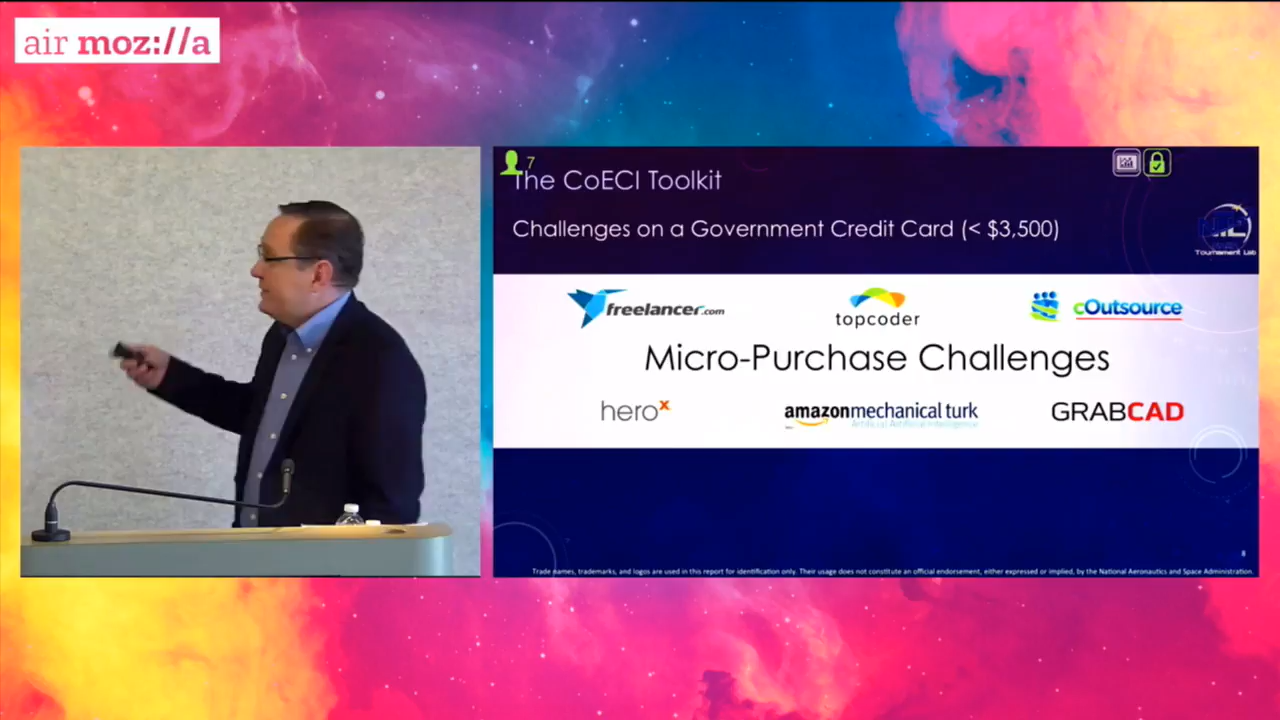 air moz://a
7
The CoECI Toolkit
Challenges on a Government Credit Card (< $3,500)
Tournament Lab
freelancer.com
topcoder
cOutsource
Micro-Purchase Challenges
herox
amazonmechanical turk
Artificial Artificial Intelligence
GRABCAD
8
Trade names, trademarks, and logos are used in this report for identification only. Their usage does not constitute an official endorsement, either expressed or implied, by the National Aeronautics and Space Administration.